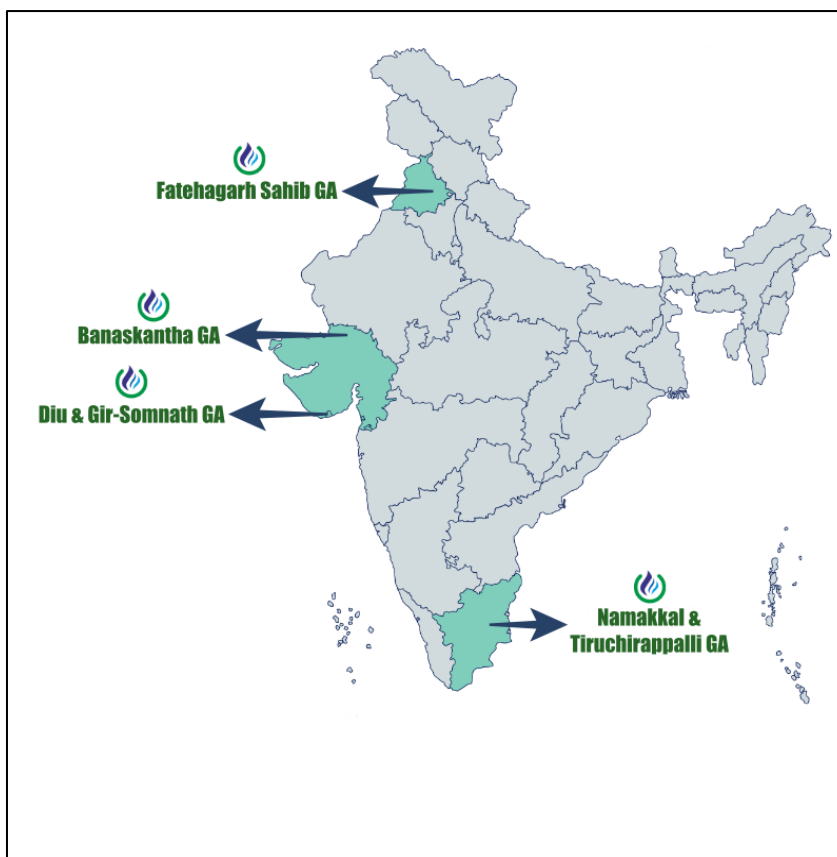 Fatehagarh Sahib GA
Banaskantha GA
Diu & Gir-Somnath GA
Namakkal &
Tiruchirappalli GA